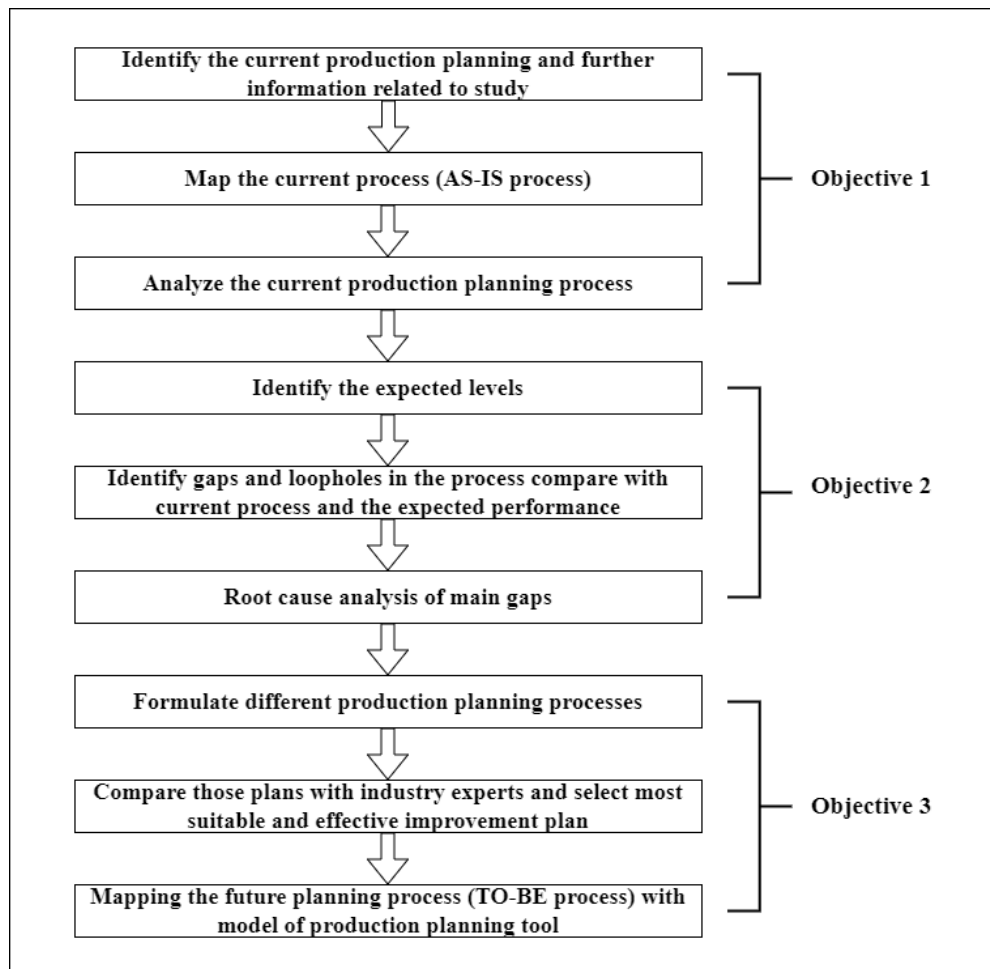 Identify the current production planning and further
information related to study
Map the current process (AS-IS process)
Objective 1
Analyze the current production planning process
Identify the expected levels
Identify gaps and loopholes in the process compare with
current process and the expected performance
Objective 2
Root cause analysis of main gaps
Formulate different production planning processes
Compare those plans with industry experts and select most
suitable and effective improvement plan
Objective 3
Mapping the future planning process (TO-BE process) with
model of production planning tool